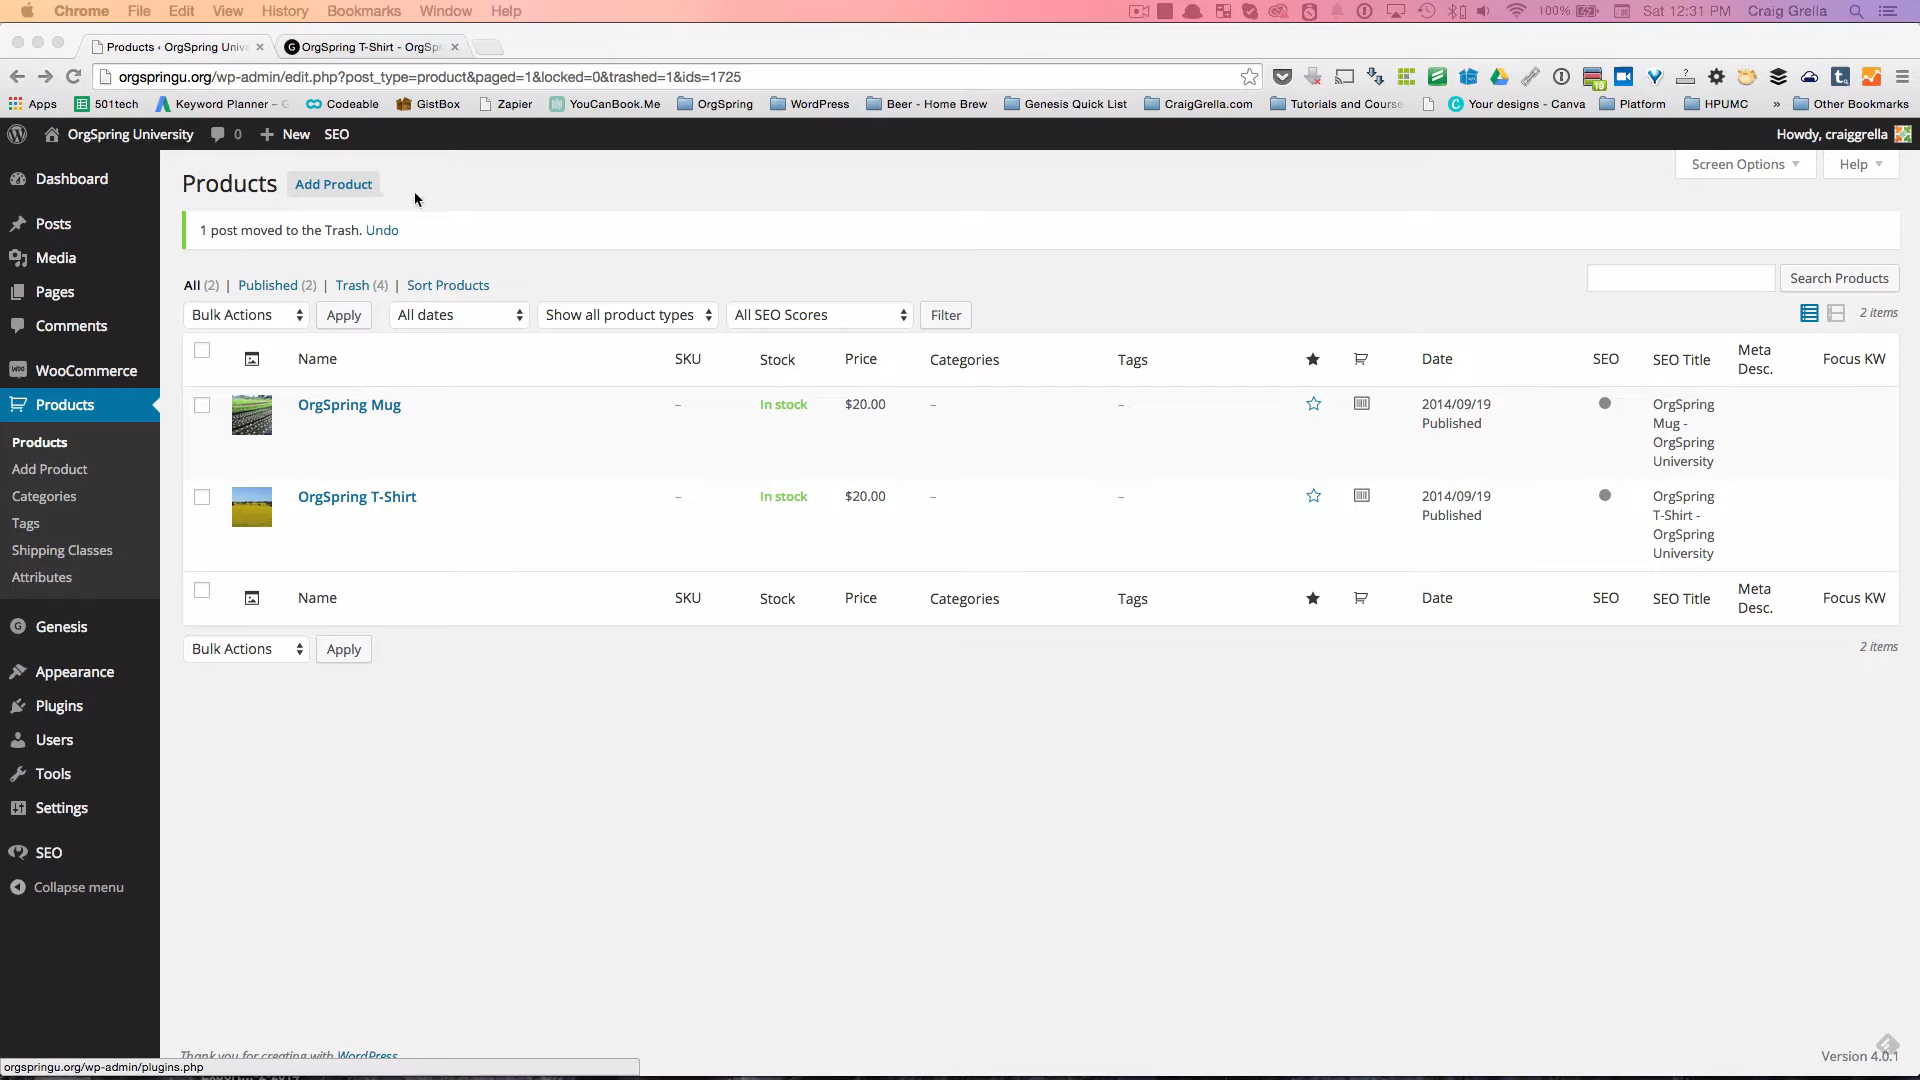 Chrome File Edit View History Bookmarks Window Help 100% Sat 12:31 PM Craig Grella
Products ‹ OrgSpring Unive × OrgSpring T-Shirt - OrgSpr ×
orgspringu.org/wp-admin/edit.php?post_type=product&paged=1&locked=0&trashed=1&ids=1725
Apps 501tech Keyword Planner – G Codeable GistBox Zapier YouCanBook.Me OrgSpring WordPress Beer - Home Brew Genesis Quick List CraigGrella.com Tutorials and Course Your designs - Canva Platform HPUMC » Other Bookmarks
OrgSpring University 0 + New SEO Howdy, craiggrella
Screen Options Help
Products Add Product
1 post moved to the Trash. Undo
All (2) | Published (2) | Trash (4) | Sort Products
Search Products
Bulk Actions Apply All dates Show all product types All SEO Scores Filter
2 items
Name SKU Stock Price Categories Tags Date SEO SEO Title Meta Desc. Focus KW
OrgSpring Mug – In stock $20.00 – – 2014/09/19 Published OrgSpring Mug - OrgSpring University
OrgSpring T-Shirt – In stock $20.00 – – 2014/09/19 Published OrgSpring T-Shirt - OrgSpring University
Name SKU Stock Price Categories Tags Date SEO SEO Title Meta Desc. Focus KW
Bulk Actions Apply
2 items
Dashboard
Posts
Media
Pages
Comments
WooCommerce
Products
Products
Add Product
Categories
Tags
Shipping Classes
Attributes
Genesis
Appearance
Plugins
Users
Tools
Settings
SEO
Collapse menu
Thank you for creating with WordPress
Version 4.0.1
orgspringu.org/wp-admin/plugins.php